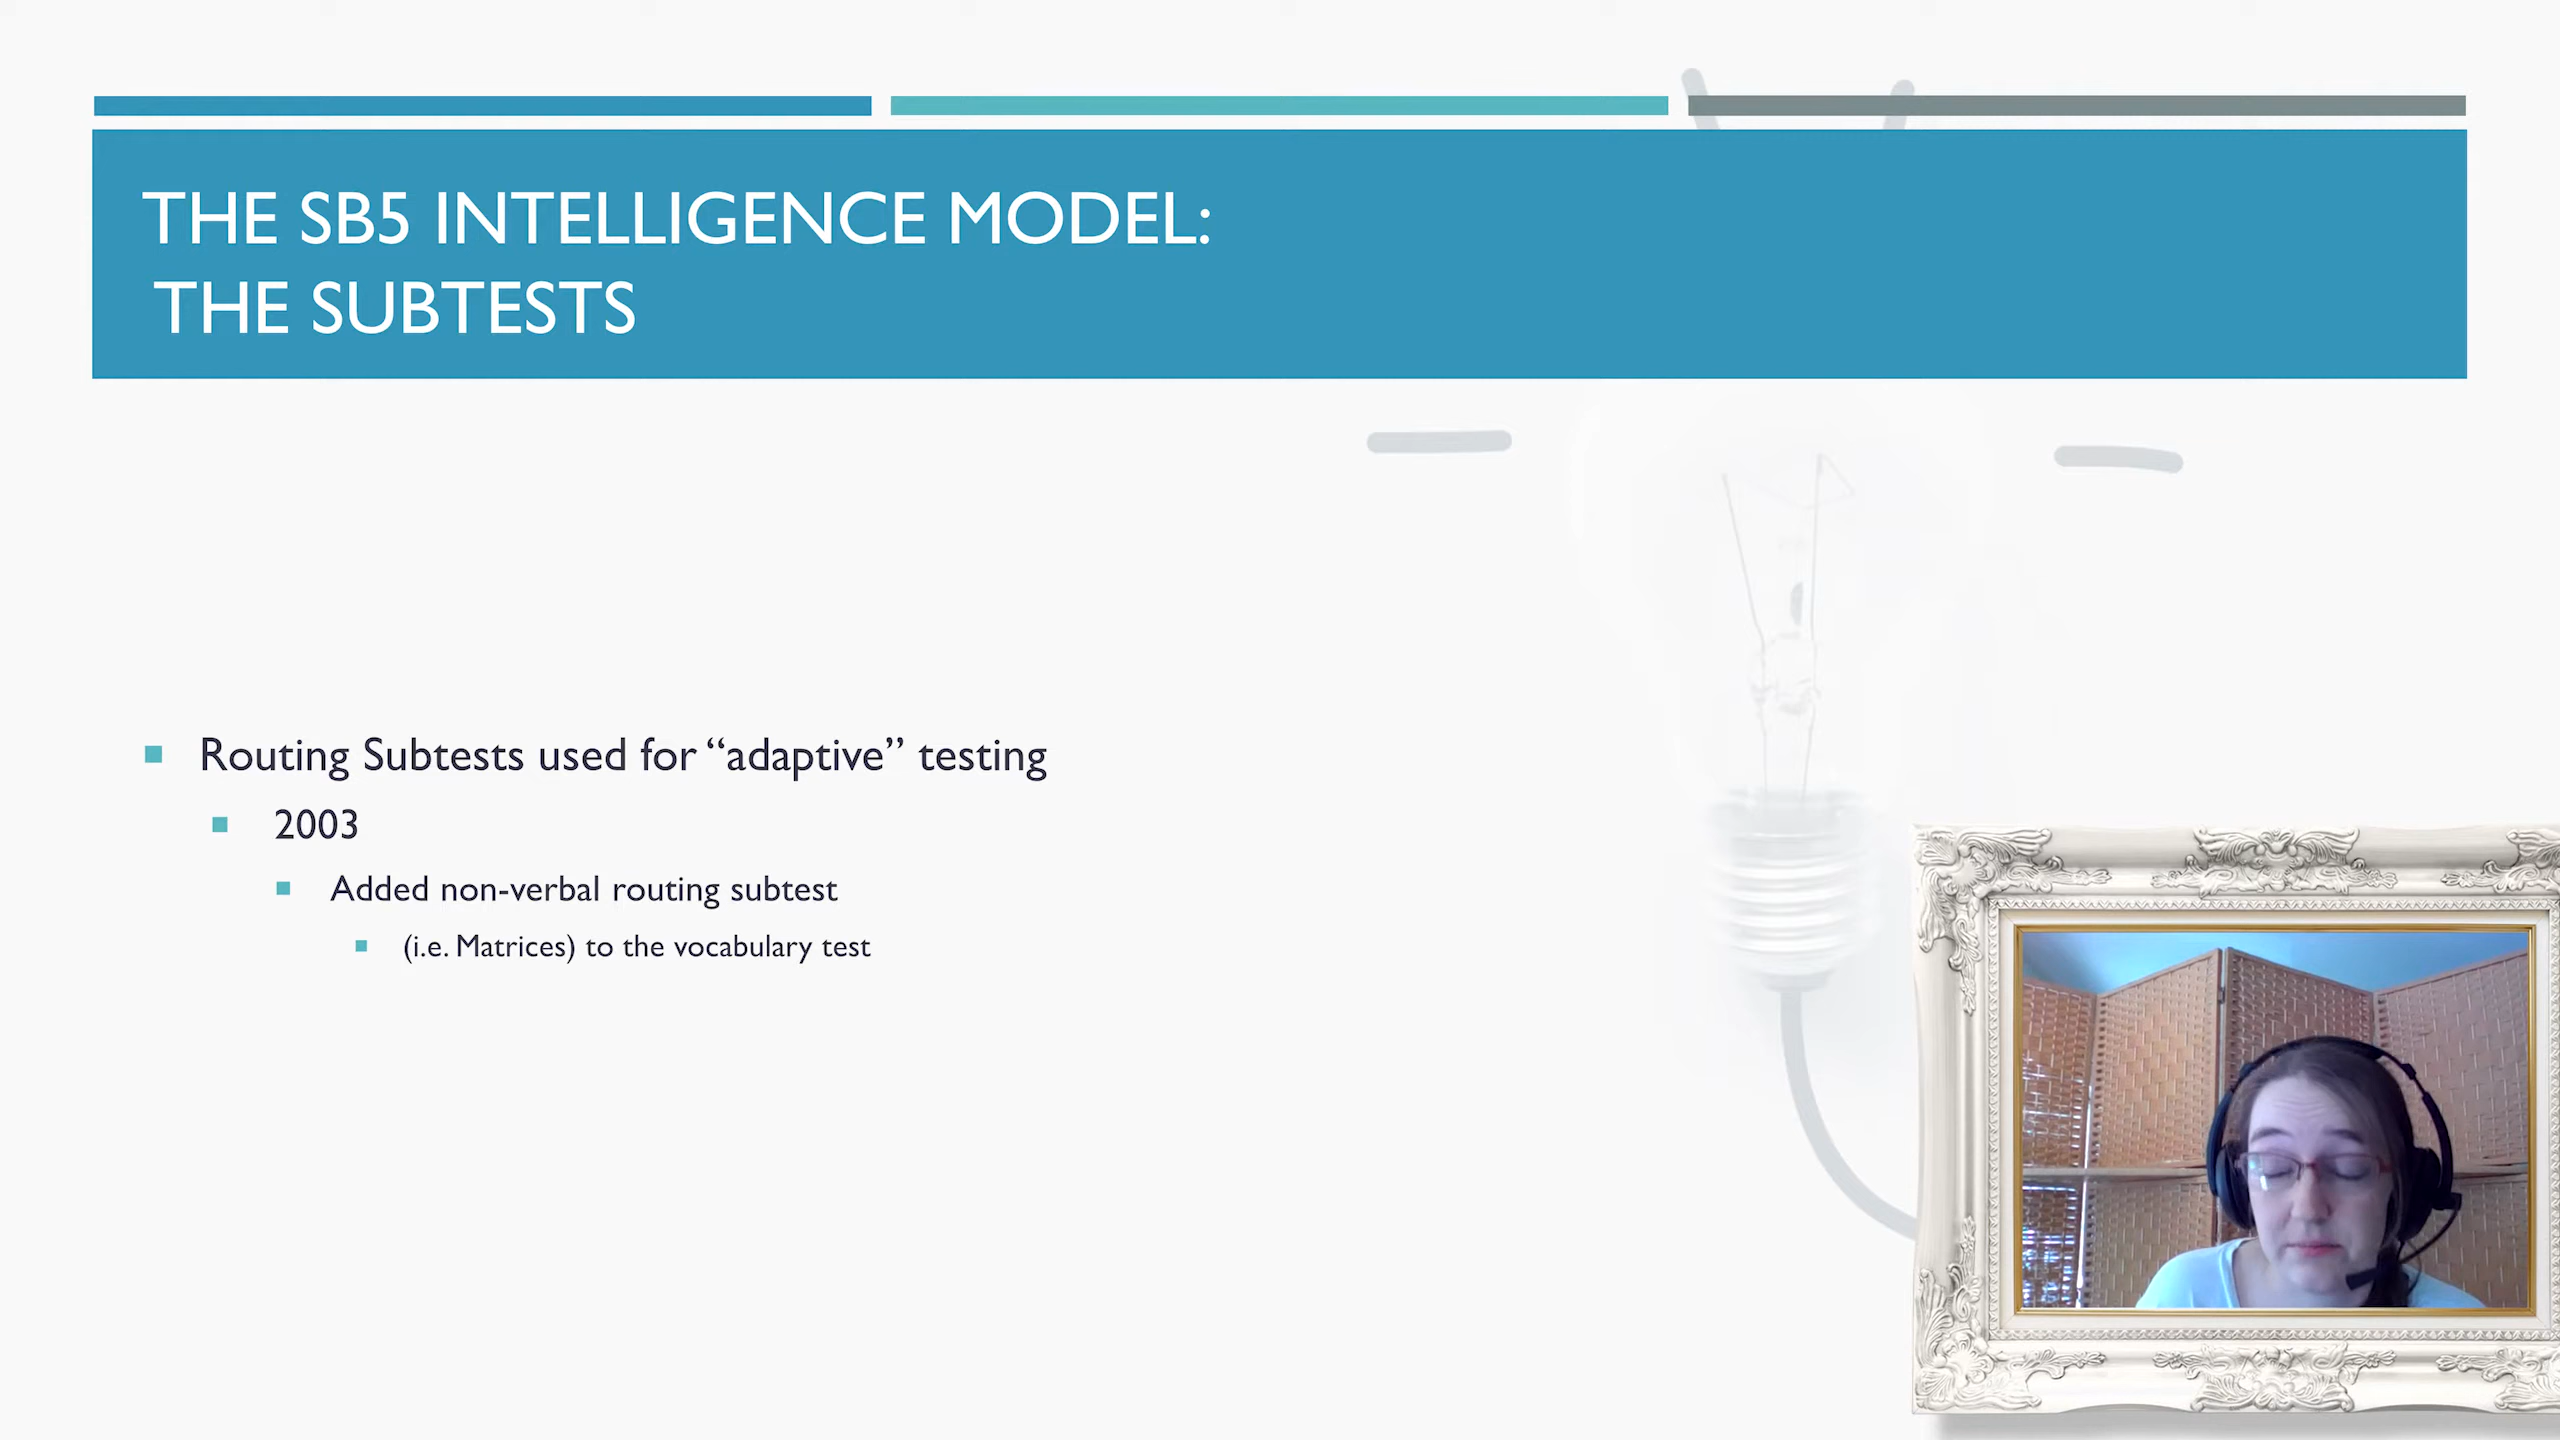 THE SB5 INTELLIGENCE MODEL:
THE SUBTESTS
Routing Subtests used for “adaptive” testing
2003
Added non-verbal routing subtest
(i.e. Matrices) to the vocabulary test